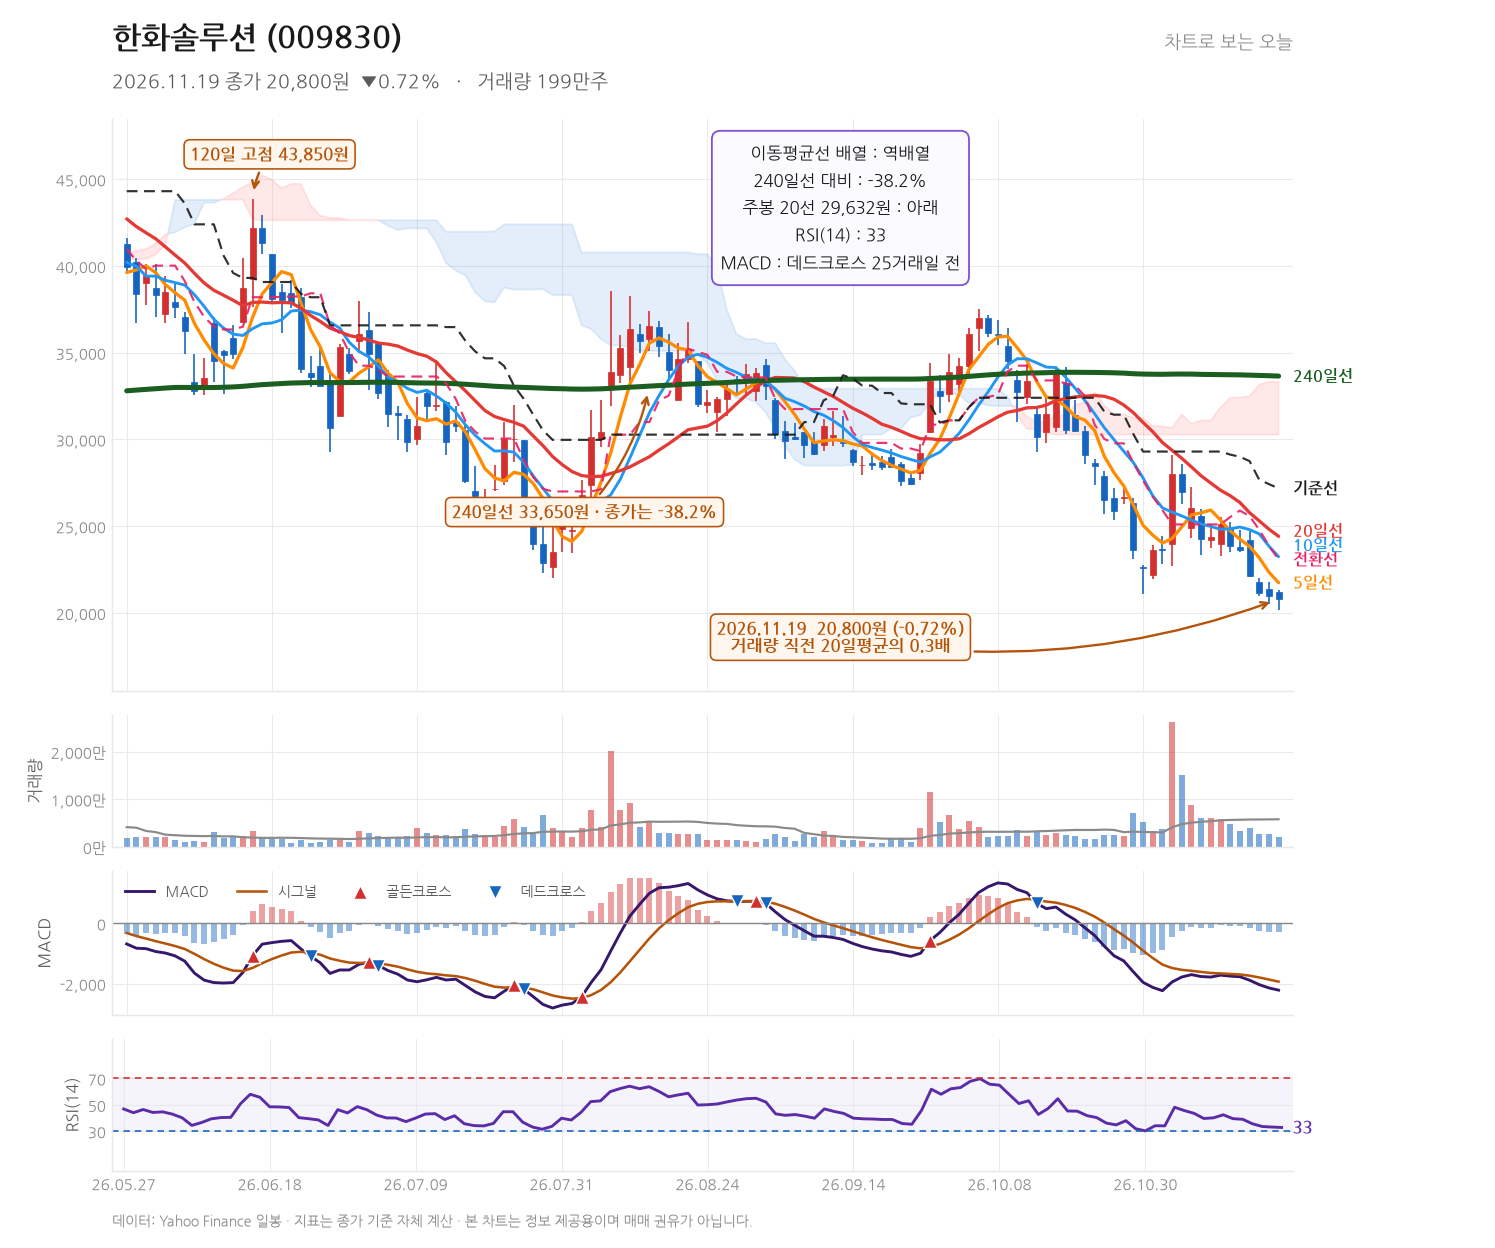 한화솔루션 (009830)
차트로 보는 오늘
2026.11.19 종가 20,800원 ▼0.72% · 거래량 199만주
120일 고점 43,850원
이동평균선 배열 : 역배열
240일선 대비 : -38.2%
주봉 20선 29,632원 : 아래
RSI(14) : 33
MACD : 데드크로스 25거래일 전
45,000
40,000
35,000
30,000
25,000
20,000
240일선
기준선
20일선
10일선
전환선
5일선
240일선 33,650원 · 종가는 -38.2%
2026.11.19 20,800원 (-0.72%)
거래량 직전 20일평균의 0.3배
거래량
2,000만
1,000만
0만
MACD
MACD
시그널
골든크로스
데드크로스
0
-2,000
RSI(14)
70
50
30
33
26.05.27
26.06.18
26.07.09
26.07.31
26.08.24
26.09.14
26.10.08
26.10.30
데이터: Yahoo Finance 일봉 · 지표는 종가 기준 자체 계산 · 본 차트는 정보 제공용이며 매매 권유가 아닙니다.